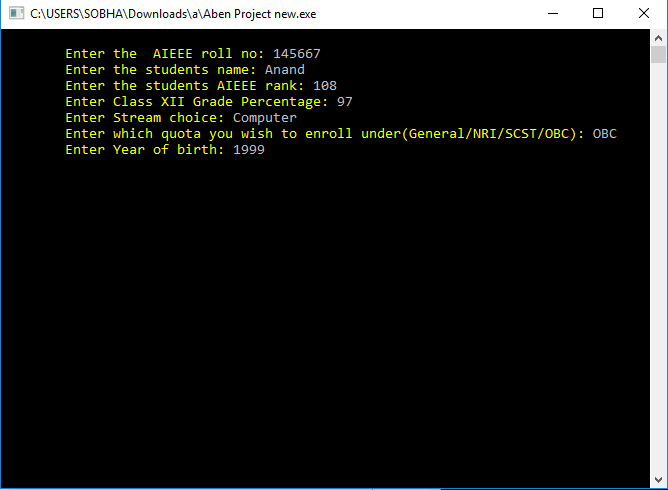 C:\USERS\SOBHA\Downloads\a\Aben Project new.exe
Enter the  AIEEE roll no: 145667
Enter the students name: Anand
Enter the students AIEEE rank: 108
Enter Class XII Grade Percentage: 97
Enter Stream choice: Computer
Enter which quota you wish to enroll under(General/NRI/SCST/OBC): OBC
Enter Year of birth: 1999